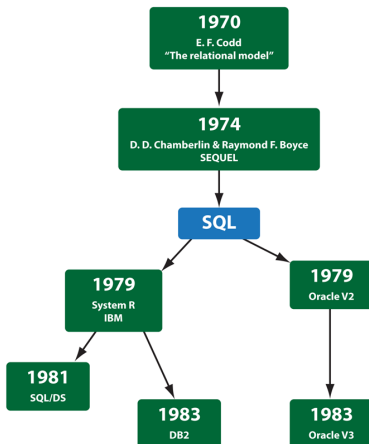 1970
E. F. Codd
“The relational model”
1974
D. D. Chamberlin & Raymond F. Boyce
SEQUEL
SQL
1979
System R
IBM
1979
Oracle V2
1981
SQL/DS
1983
DB2
1983
Oracle V3